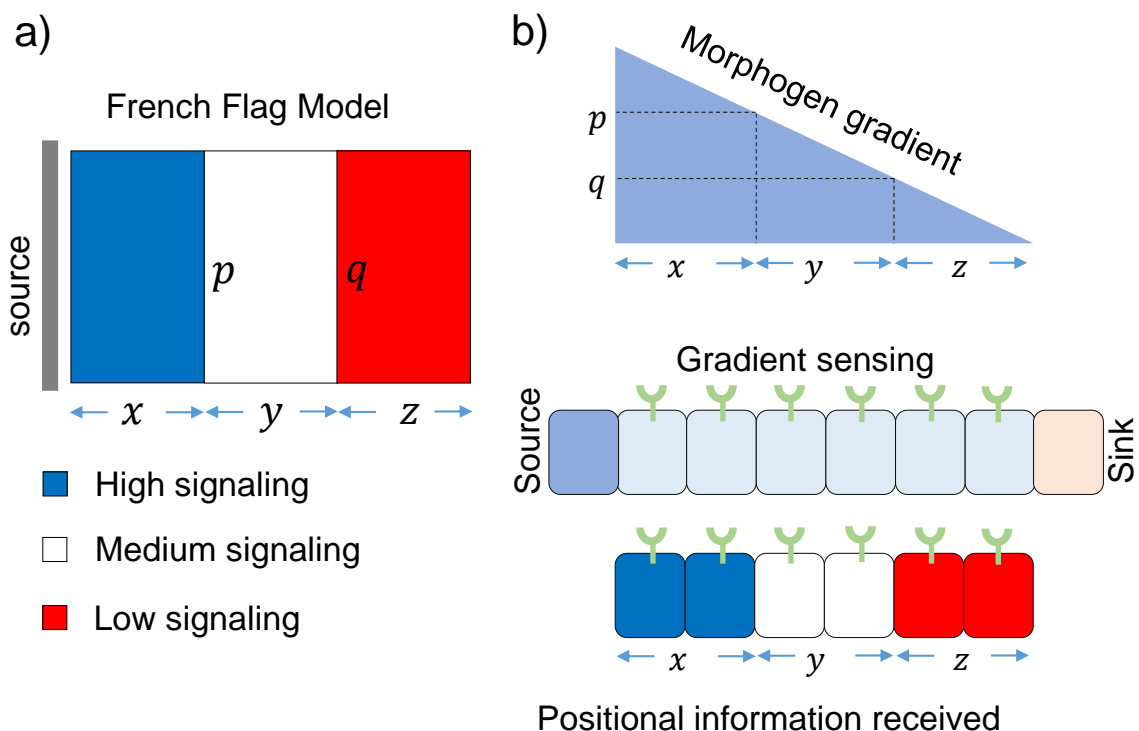 a)
French Flag Model
source
p
q
x
y
z
High signaling
Medium signaling
Low signaling
b)
Morphogen gradient
p
q
x
y
z
Gradient sensing
Source
Sink
x
y
z
Positional information received